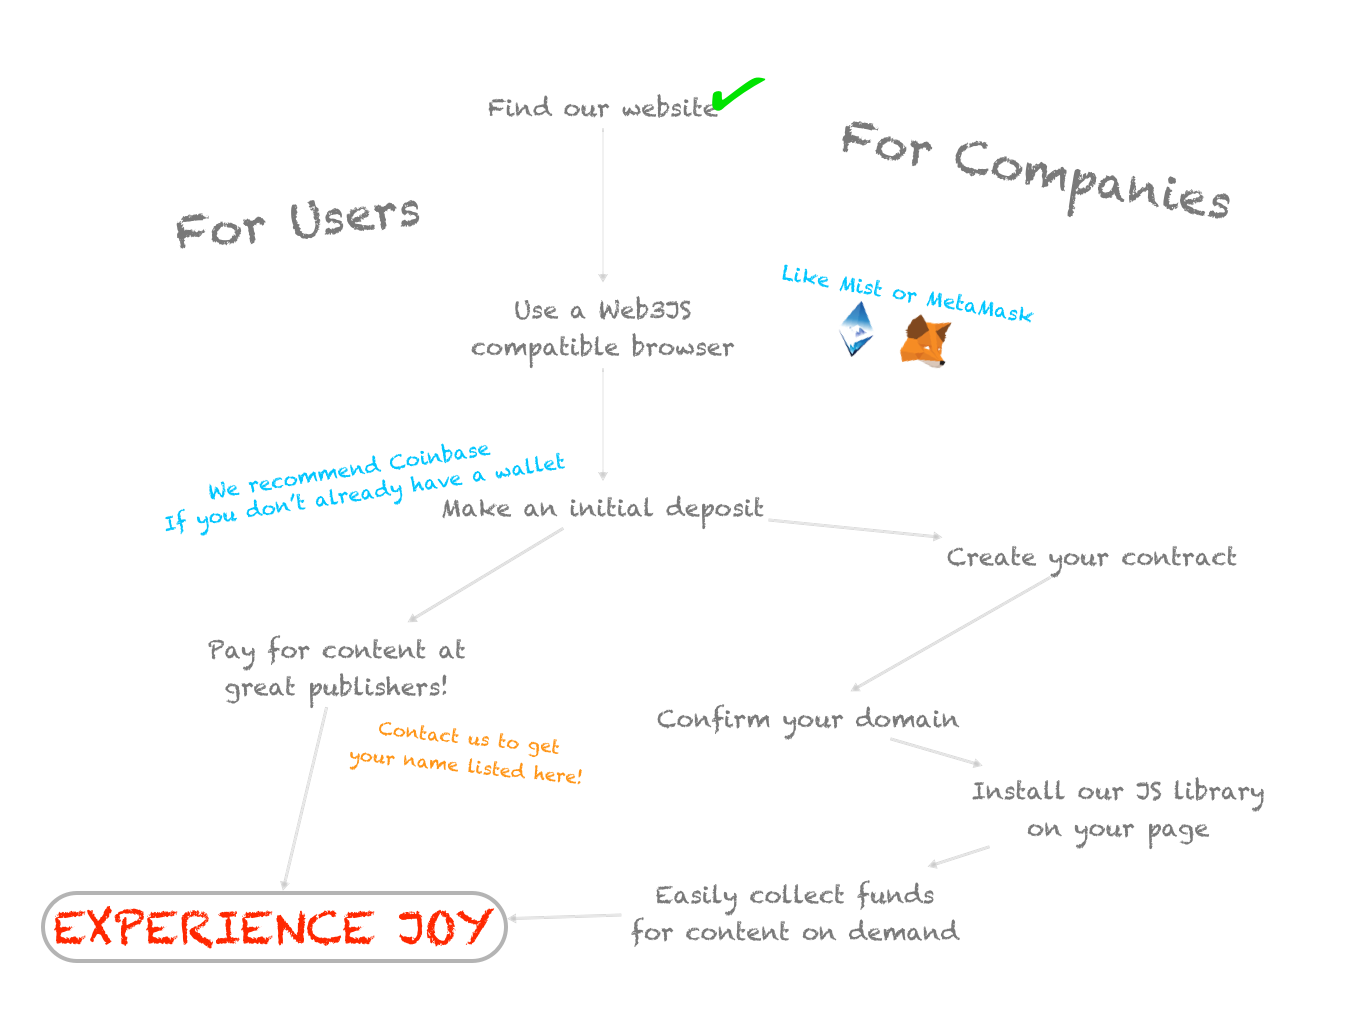 Find our website
For Companies
For Users
Like Mist or MetaMask
Use a Web3JS
compatible browser
We recommend Coinbase
If you don't already have a wallet
Make an initial deposit
Create your contract
Pay for content at
great publishers!
Confirm your domain
Contact us to get
your name listed here!
Install our JS library
on your page
Easily collect funds
for content on demand
EXPERIENCE JOY